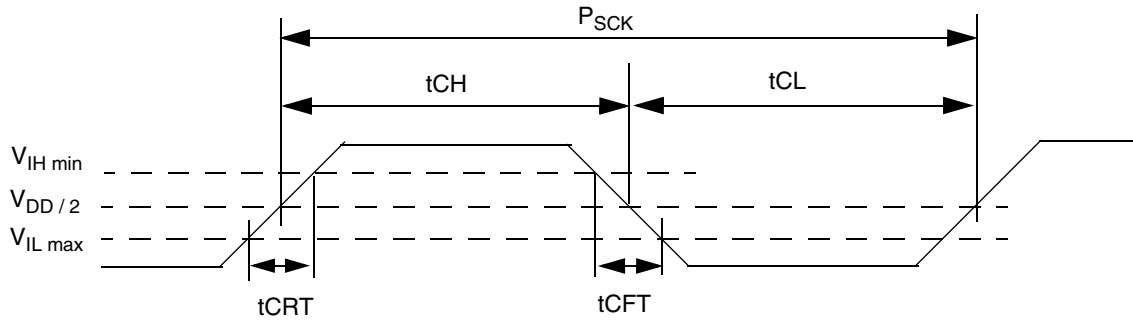 PSCK
tCH
tCL
VIH min
VDD / 2
VIL max
tCRT
tCFT